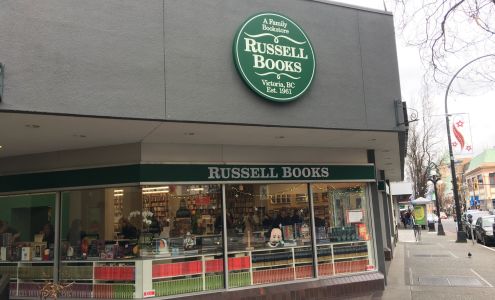 A Family
Bookstore
RUSSELL
BOOKS
Victoria, BC
Est. 1961
RUSSELL BOOKS